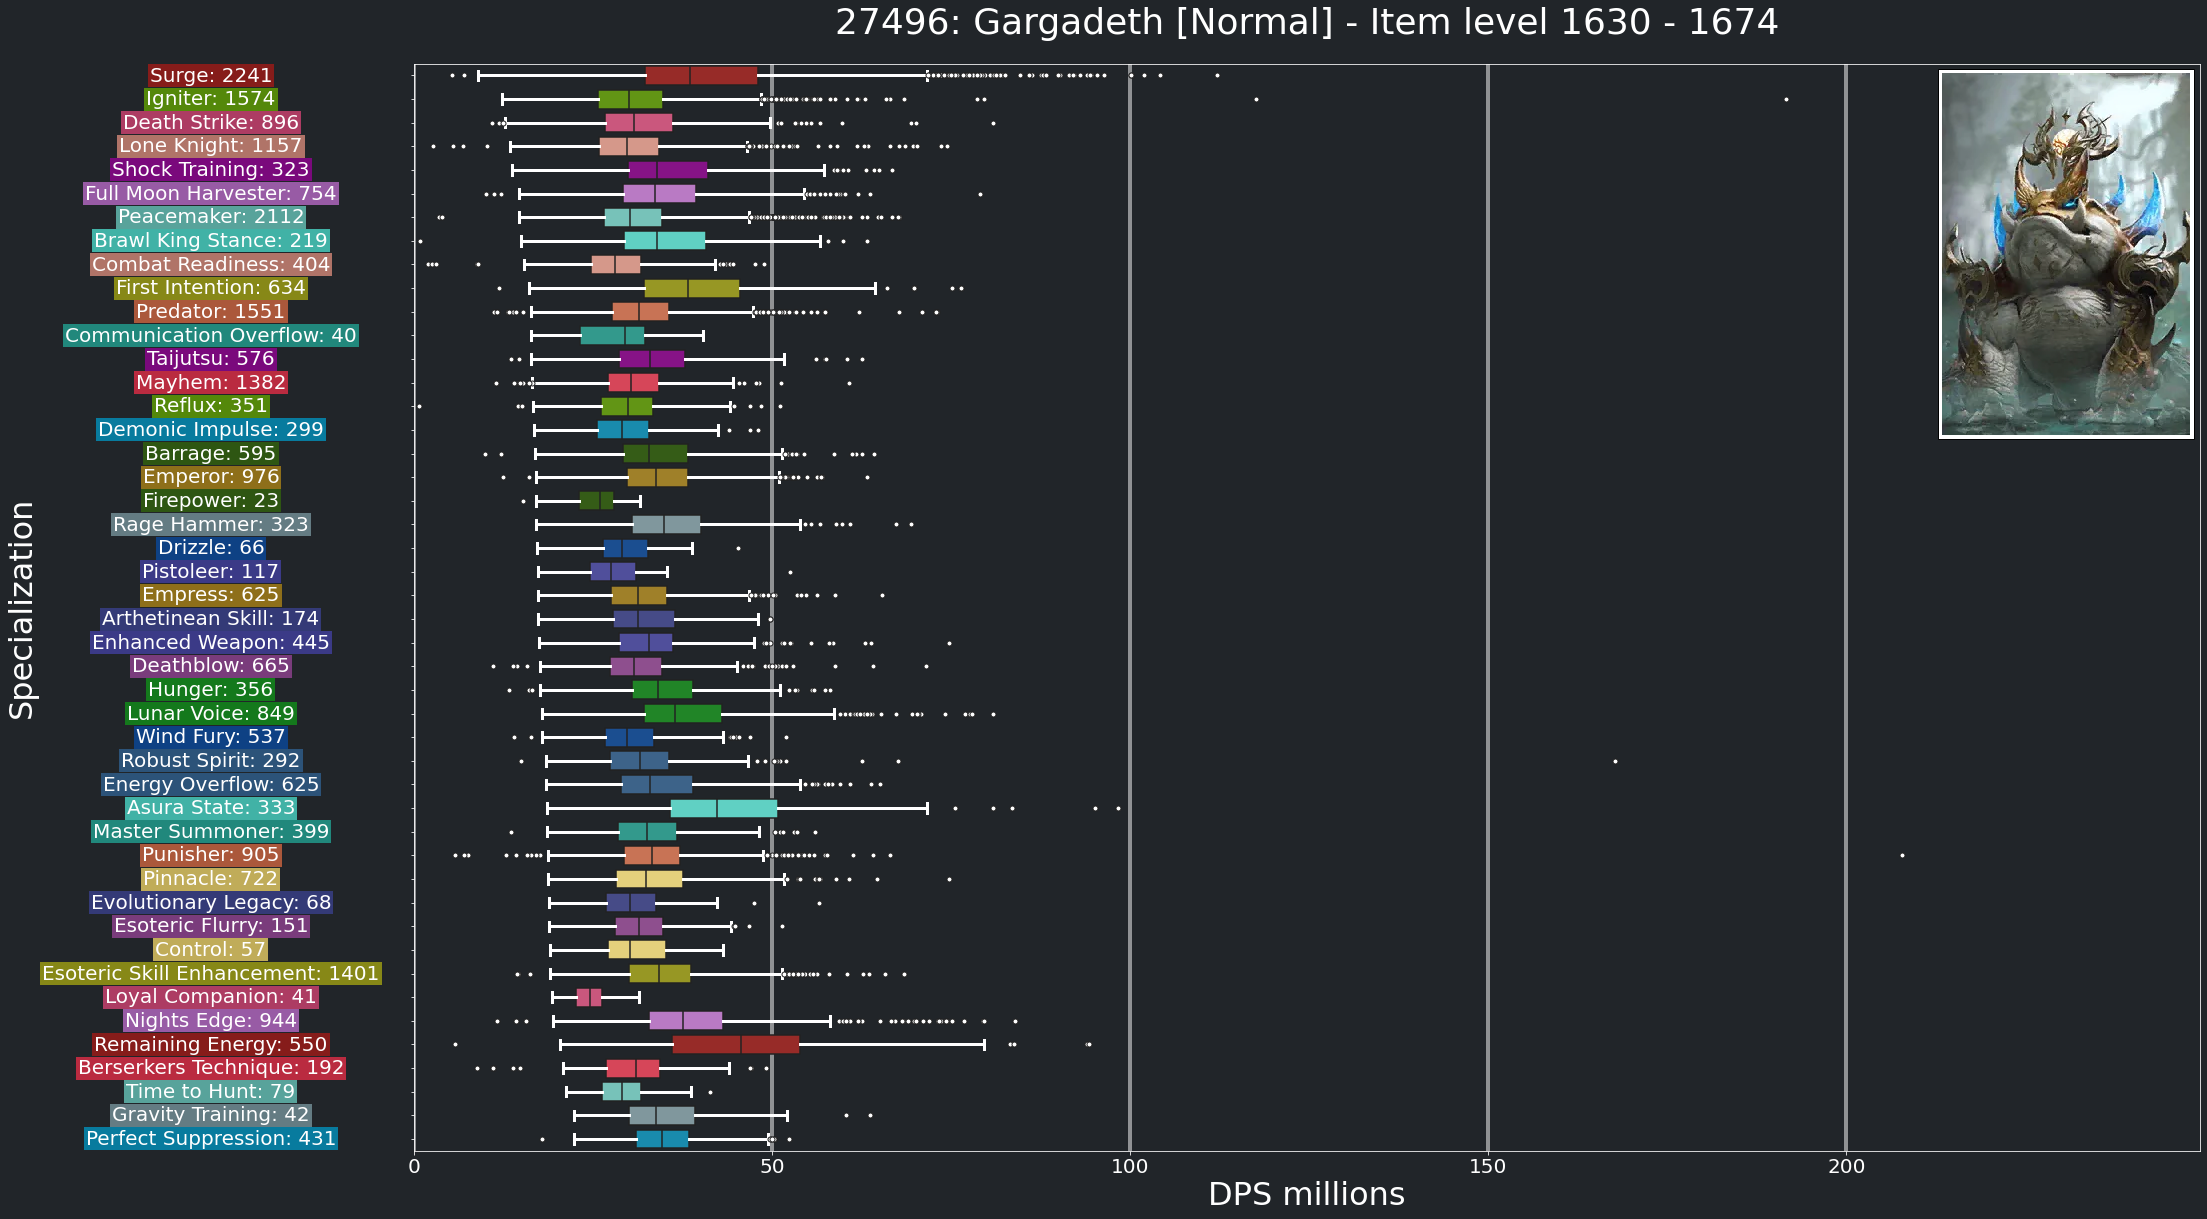 27496: Gargadeth [Normal] - Item level 1630 - 1674
Specialization
Surge: 2241
Igniter: 1574
Death Strike: 896
Lone Knight: 1157
Shock Training: 323
Full Moon Harvester: 754
Peacemaker: 2112
Brawl King Stance: 219
Combat Readiness: 404
First Intention: 634
Predator: 1551
Communication Overflow: 40
Taijutsu: 576
Mayhem: 1382
Reflux: 351
Demonic Impulse: 299
Barrage: 595
Emperor: 976
Firepower: 23
Rage Hammer: 323
Drizzle: 66
Pistoleer: 117
Empress: 625
Arthetinean Skill: 174
Enhanced Weapon: 445
Deathblow: 665
Hunger: 356
Lunar Voice: 849
Wind Fury: 537
Robust Spirit: 292
Energy Overflow: 625
Asura State: 333
Master Summoner: 399
Punisher: 905
Pinnacle: 722
Evolutionary Legacy: 68
Esoteric Flurry: 151
Control: 57
Esoteric Skill Enhancement: 1401
Loyal Companion: 41
Nights Edge: 944
Remaining Energy: 550
Berserkers Technique: 192
Time to Hunt: 79
Gravity Training: 42
Perfect Suppression: 431
0 50 100 150 200
DPS millions